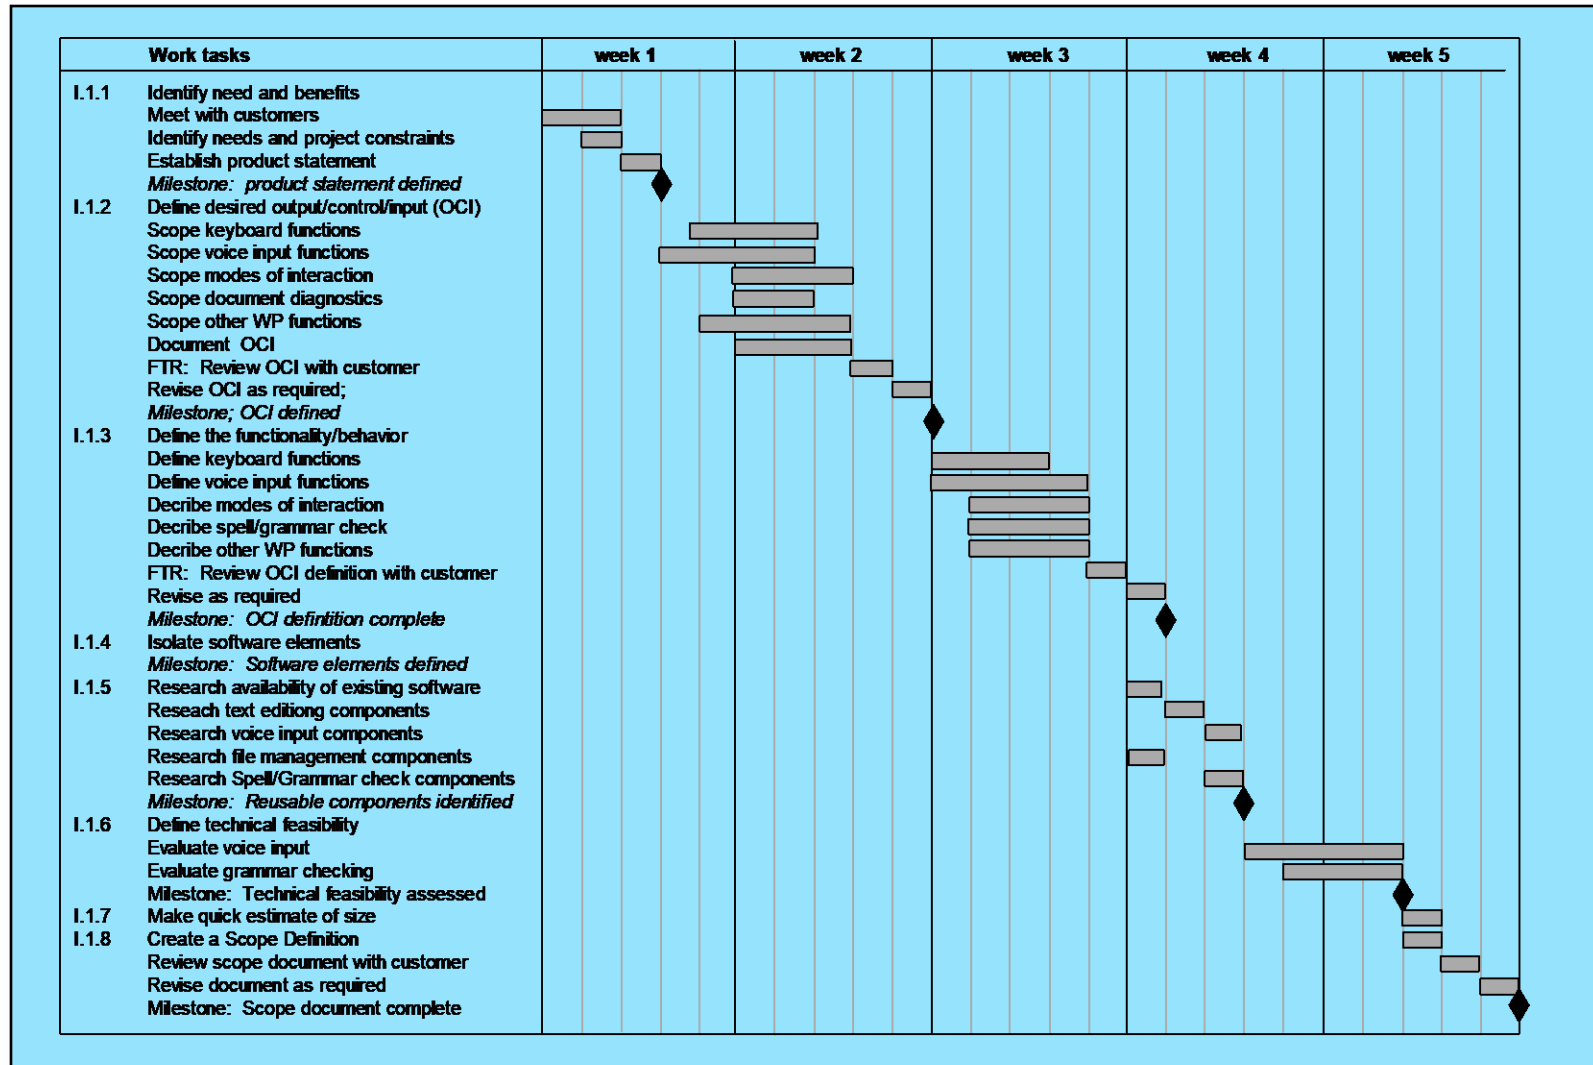 Work tasks week 1 week 2 week 3 week 4 week 5
I.1.1 Identify need and benefits
Meet with customers
Identify needs and project constraints
Establish product statement
Milestone: product statement defined
I.1.2 Define desired output/control/input (OCI)
Scope keyboard functions
Scope voice input functions
Scope modes of interaction
Scope document diagnostics
Scope other WP functions
Document OCI
FTR: Review OCI with customer
Revise OCI as required;
Milestone; OCI defined
I.1.3 Define the functionality/behavior
Define keyboard functions
Define voice input functions
Decribe modes of interaction
Decribe spell/grammar check
Decribe other WP functions
FTR: Review OCI definition with customer
Revise as required
Milestone: OCI defintition complete
I.1.4 Isolate software elements
Milestone: Software elements defined
I.1.5 Research availability of existing software
Reseach text editiong components
Research voice input components
Research file management components
Research Spell/Grammar check components
Milestone: Reusable components identified
I.1.6 Define technical feasibility
Evaluate voice input
Evaluate grammar checking
Milestone: Technical feasibility assessed
I.1.7 Make quick estimate of size
I.1.8 Create a Scope Definition
Review scope document with customer
Revise document as required
Milestone: Scope document complete